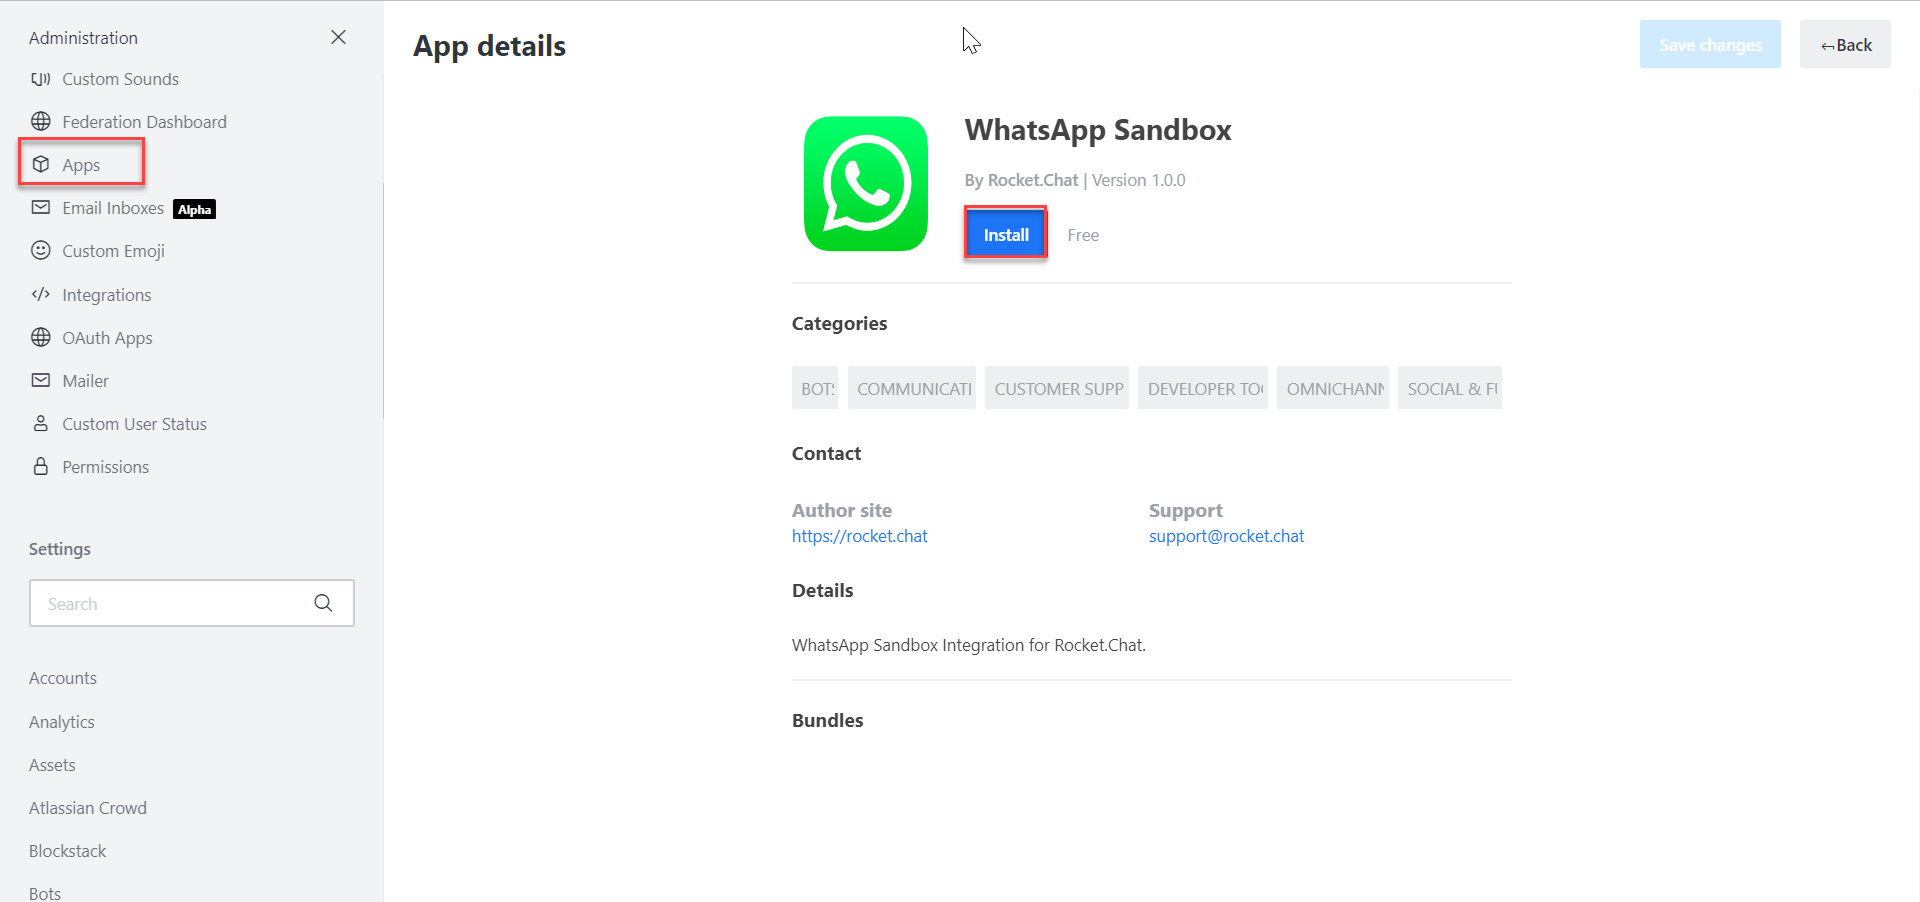 Administration
Custom Sounds
Federation Dashboard
Apps
Email Inboxes Alpha
Custom Emoji
Integrations
OAuth Apps
Mailer
Custom User Status
Permissions
Settings
Search
Accounts
Analytics
Assets
Atlassian Crowd
Blockstack
Bots
App details
Save changes
Back
WhatsApp Sandbox
By Rocket.Chat | Version 1.0.0
Install Free
Categories
BOTS COMMUNICATI CUSTOMER SUPP DEVELOPER TOO OMNICHANN SOCIAL & FU
Contact
Author site Support
https://rocket.chat support@rocket.chat
Details
WhatsApp Sandbox Integration for Rocket.Chat.
Bundles